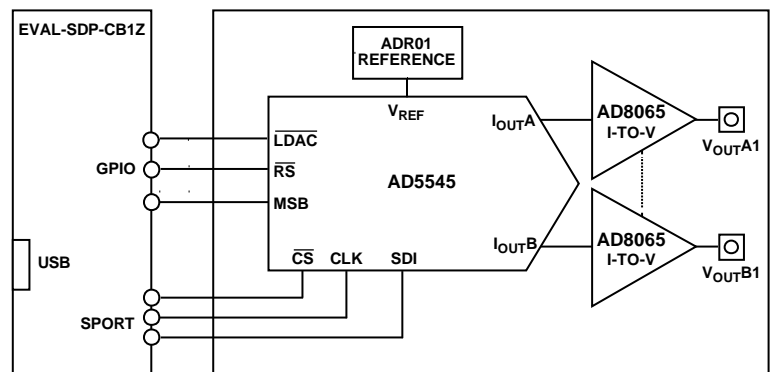 EVAL-SDP-CB1Z
ADR01
REFERENCE
VREF
IOUTA
AD8065
I-TO-V
VOUTA1
GPIO
LDAC
RS
MSB
AD5545
IOUTB
AD8065
I-TO-V
VOUTB1
USB
CS CLK SDI
SPORT